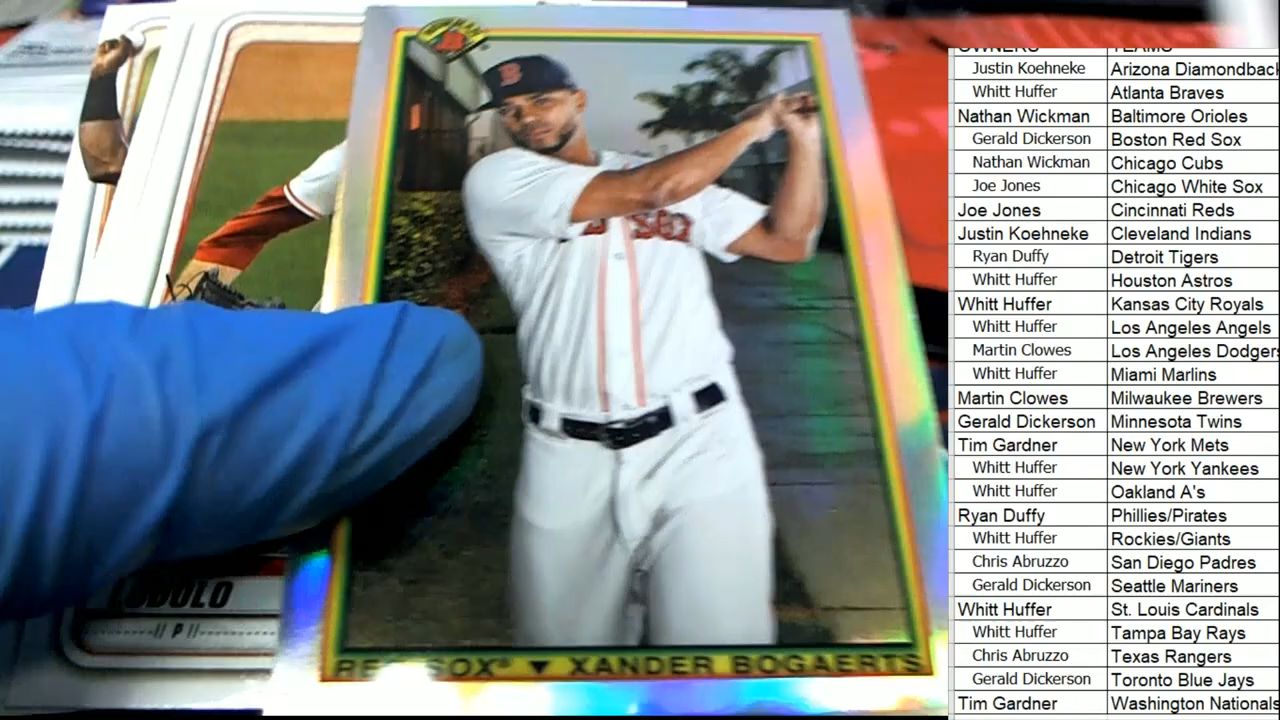 B
RED SOX ▼ XANDER BOGAERTS
LODOLO
// P //
OWNERS TEAMS
Justin Koehneke Arizona Diamondback
Whitt Huffer Atlanta Braves
Nathan Wickman Baltimore Orioles
Gerald Dickerson Boston Red Sox
Nathan Wickman Chicago Cubs
Joe Jones Chicago White Sox
Joe Jones Cincinnati Reds
Justin Koehneke Cleveland Indians
Ryan Duffy Detroit Tigers
Whitt Huffer Houston Astros
Whitt Huffer Kansas City Royals
Whitt Huffer Los Angeles Angels
Martin Clowes Los Angeles Dodgers
Whitt Huffer Miami Marlins
Martin Clowes Milwaukee Brewers
Gerald Dickerson Minnesota Twins
Tim Gardner New York Mets
Whitt Huffer New York Yankees
Whitt Huffer Oakland A's
Ryan Duffy Phillies/Pirates
Whitt Huffer Rockies/Giants
Chris Abruzzo San Diego Padres
Gerald Dickerson Seattle Mariners
Whitt Huffer St. Louis Cardinals
Whitt Huffer Tampa Bay Rays
Chris Abruzzo Texas Rangers
Gerald Dickerson Toronto Blue Jays
Tim Gardner Washington Nationals